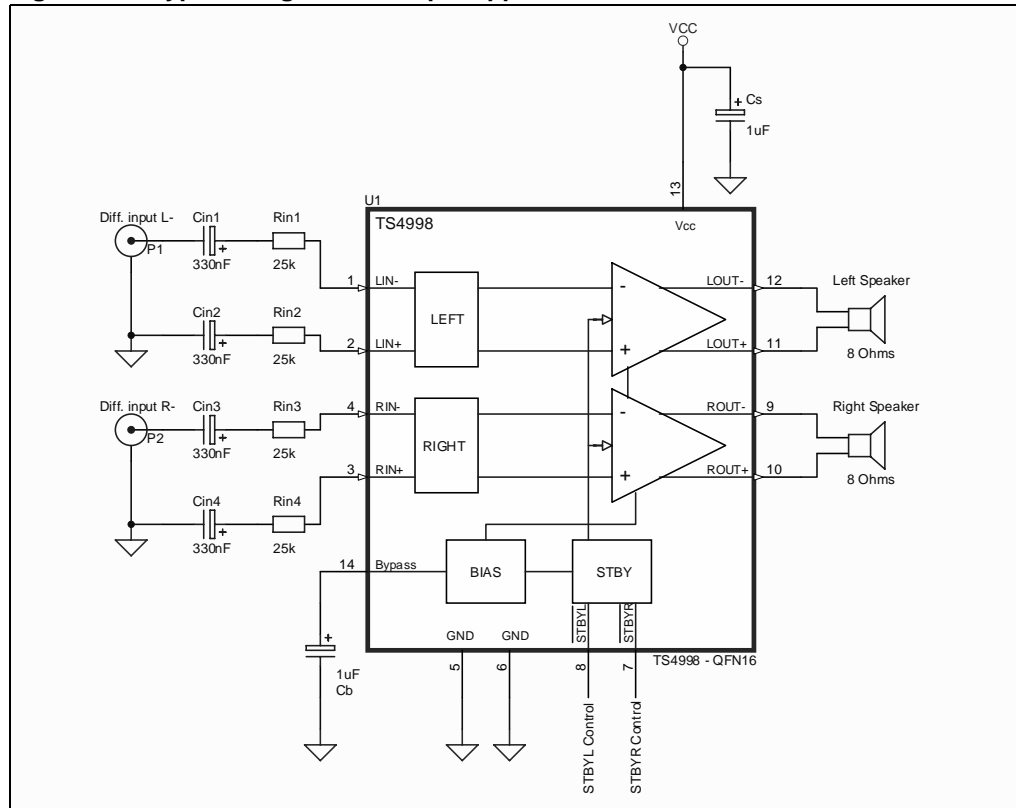 VCC
+ Cs
1uF
13
U1
TS4998
Vcc
Diff. input L-
P1
Cin1
+
330nF
Rin1
25k
1
LIN-
Cin2
+
330nF
Rin2
25k
2
LIN+
LEFT
-
+
LOUT-
12
LOUT+
11
Left Speaker
8 Ohms
Diff. input R-
P2
Cin3
+
330nF
Rin3
25k
4
RIN-
Cin4
+
330nF
Rin4
25k
3
RIN+
RIGHT
-
+
ROUT-
9
ROUT+
10
Right Speaker
8 Ohms
14
Bypass
BIAS
STBY
STBYL
STBYR
GND
GND
5
6
8
7
TS4998 - QFN16
+
1uF
Cb
STBYL Control
STBYR Control